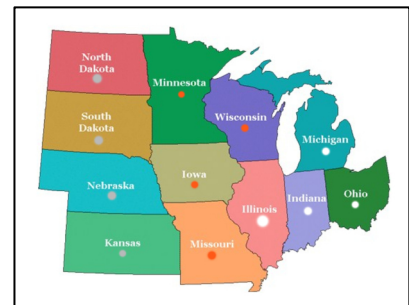 North
Dakota
Minnesota
South
Dakota
Wisconsin
Michigan
Iowa
Nebraska
Illinois
Indiana
Ohio
Kansas
Missouri